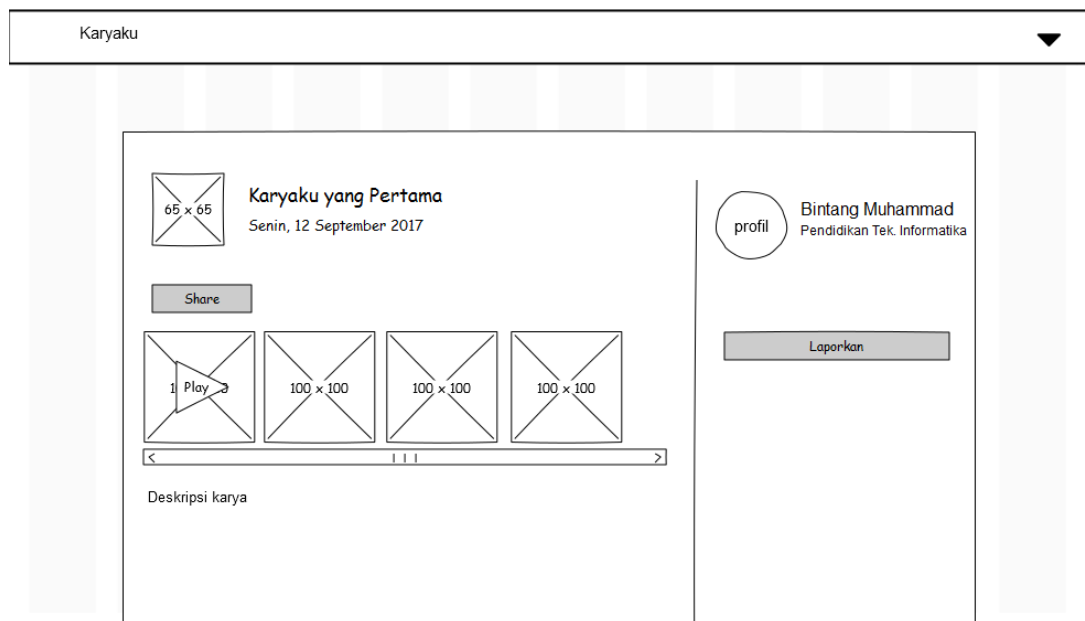 Karyaku
65 x 65
Karyaku yang Pertama
Senin, 12 September 2017
profil
Bintang Muhammad
Pendidikan Tek. Informatika
Share
Laporkan
Play
100 x 100
100 x 100
100 x 100
Deskripsi karya